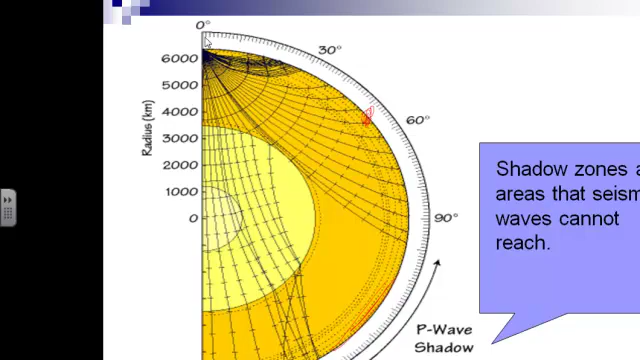 0°
30°
6000
5000
4000
60°
Radius (km)
3000
2000
1000
0
90°
Shadow zones a
areas that seism
waves cannot
reach.
P-Wave
Shadow